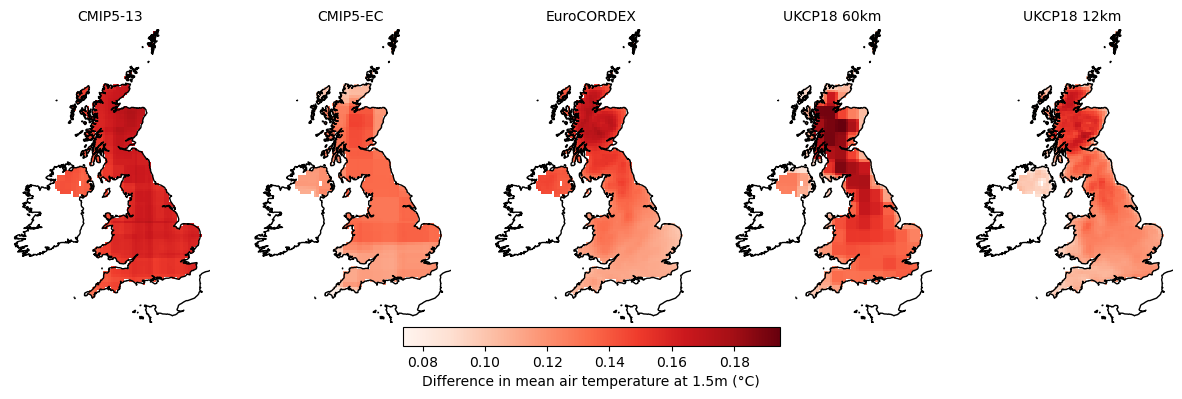 CMIP5-13
CMIP5-EC
EuroCORDEX
UKCP18 60km
UKCP18 12km
0.08 0.10 0.12 0.14 0.16 0.18
Difference in mean air temperature at 1.5m (°C)